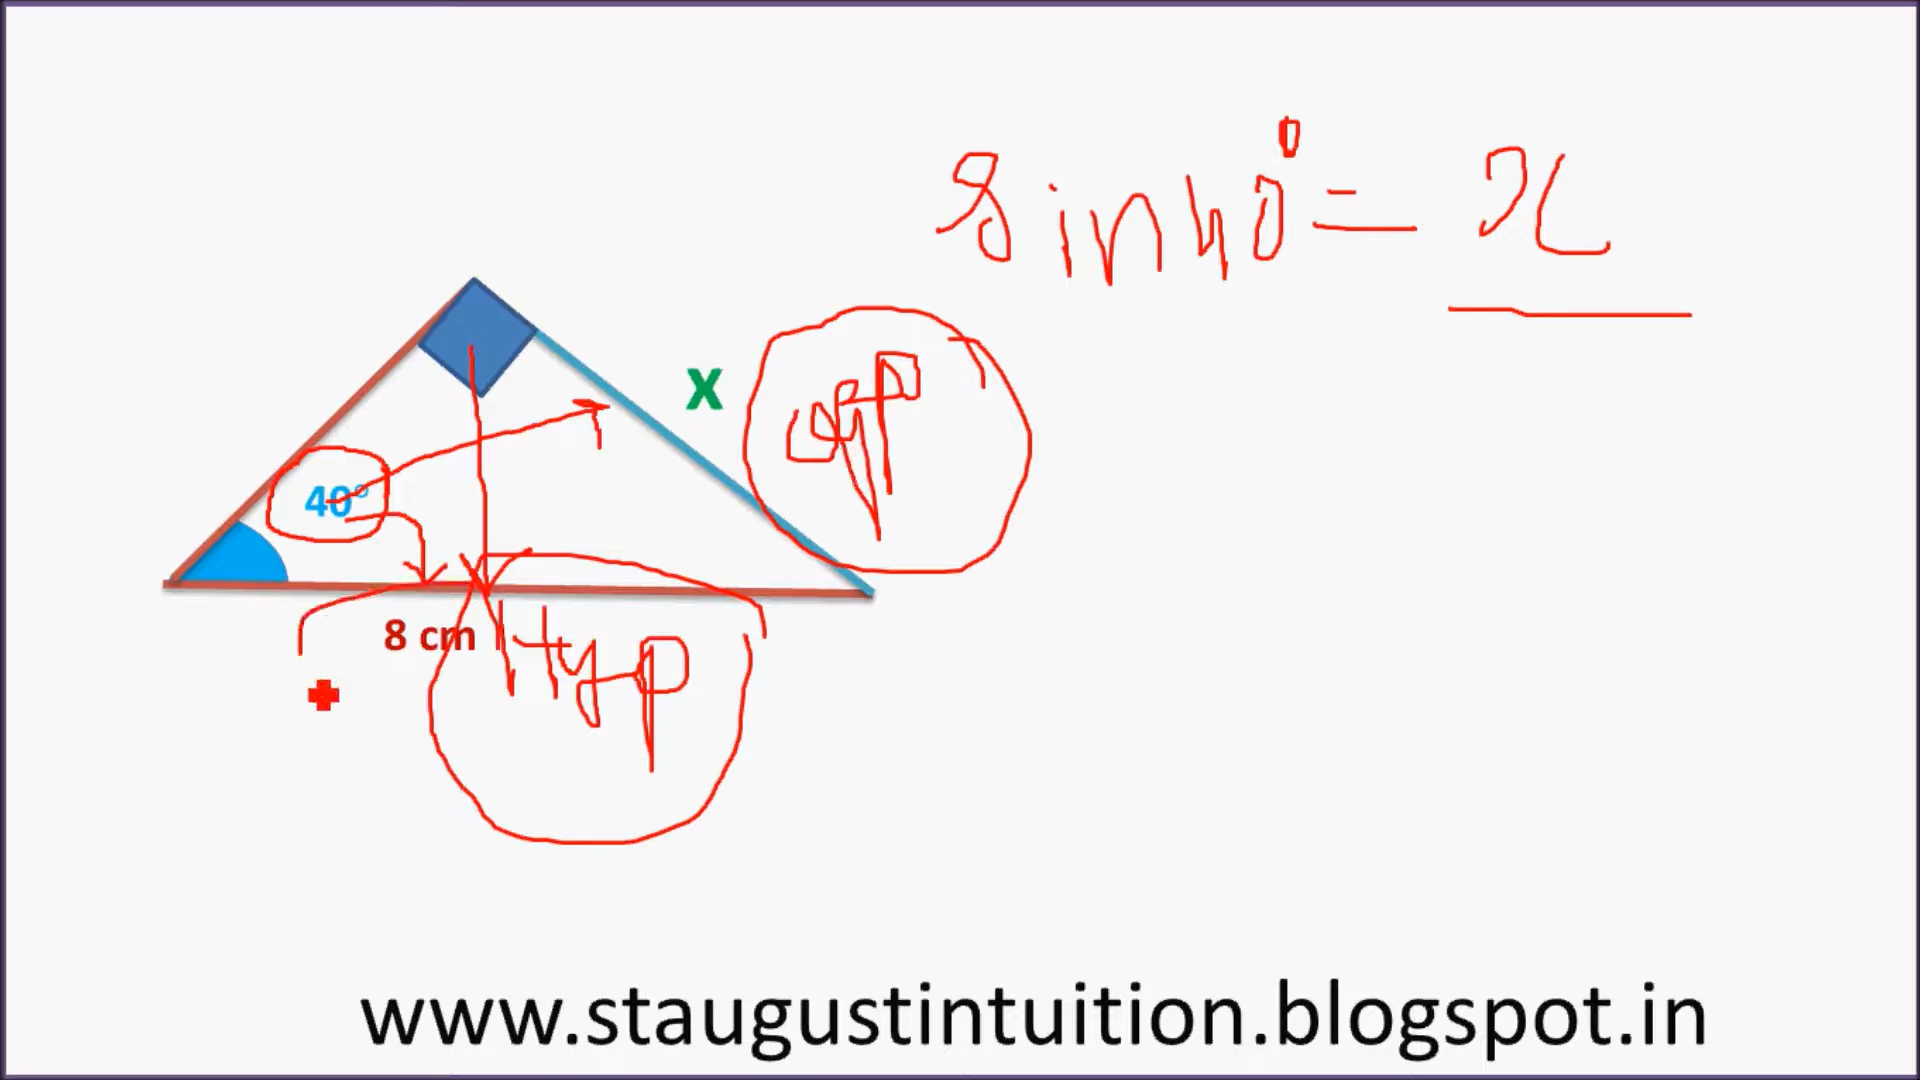 sin40° = x
x
opp
40°
8 cm
Hyp
www.staugustintuition.blogspot.in